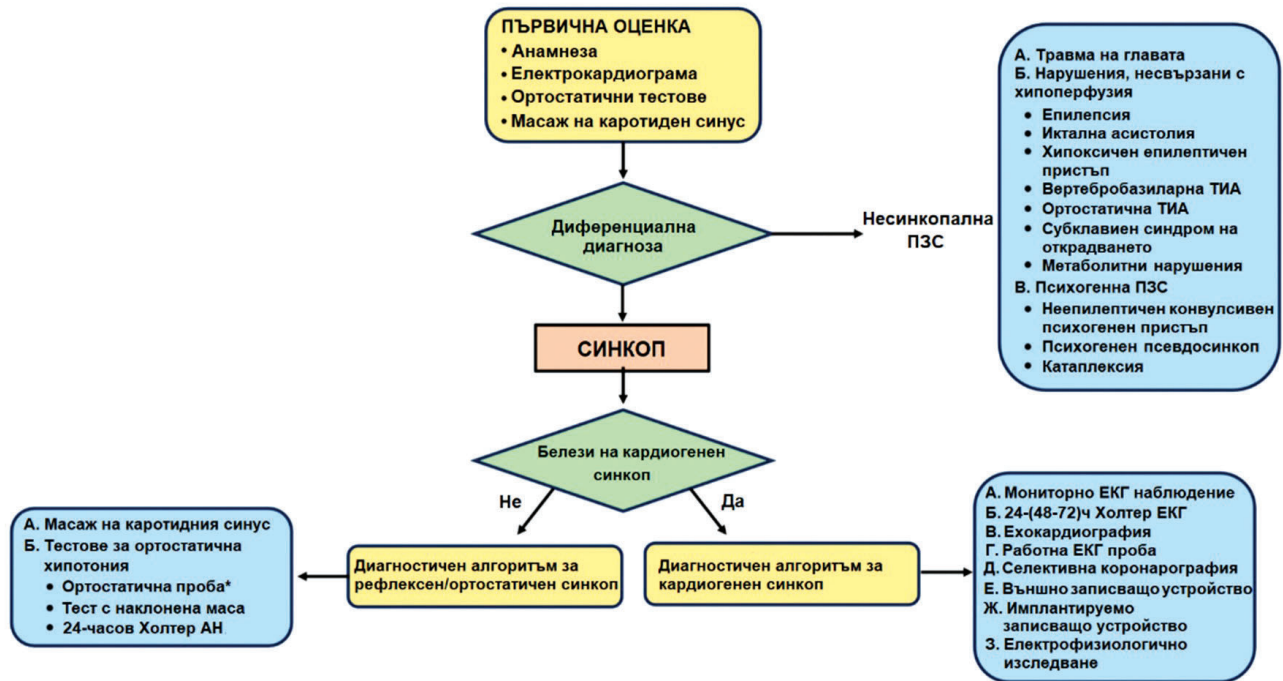 ПЪРВИЧНА ОЦЕНКА
• Анамнеза
• Електрокардиограма
• Ортостатични тестове
• Масаж на каротиден синус
Диференциална
диагноза
Несинкопална
ПЗС
А. Травма на главата
Б. Нарушения, несвързани с
хипоперфузия
• Епилепсия
• Иктална асистолия
• Хипоксичен епилептичен
пристъп
• Вертебробазиларна ТИА
• Ортостатична ТИА
• Субклавиен синдром на
открадването
• Метаболитни нарушения
В. Психогенна ПЗС
• Неепилептичен конвулсивен
психогенен пристъп
• Психогенен псевдосинкоп
• Катаплексия
СИНКОП
Белези на кардиогенен
синкоп
Не
Да
А. Масаж на каротидния синус
Б. Тестове за ортостатична
хипотония
• Ортостатична проба*
• Тест с наклонена маса
• 24-часов Холтер АН
Диагностичен алгоритъм за
рефлексен/ортостатичен синкоп
Диагностичен алгоритъм за
кардиогенен синкоп
А. Мониторно ЕКГ наблюдение
Б. 24-(48-72)ч Холтер ЕКГ
В. Ехокардиография
Г. Работна ЕКГ проба
Д. Селективна коронарография
Е. Външно записващо устройство
Ж. Имплантируемо
записващо устройство
З. Електрофизиологично
изследване